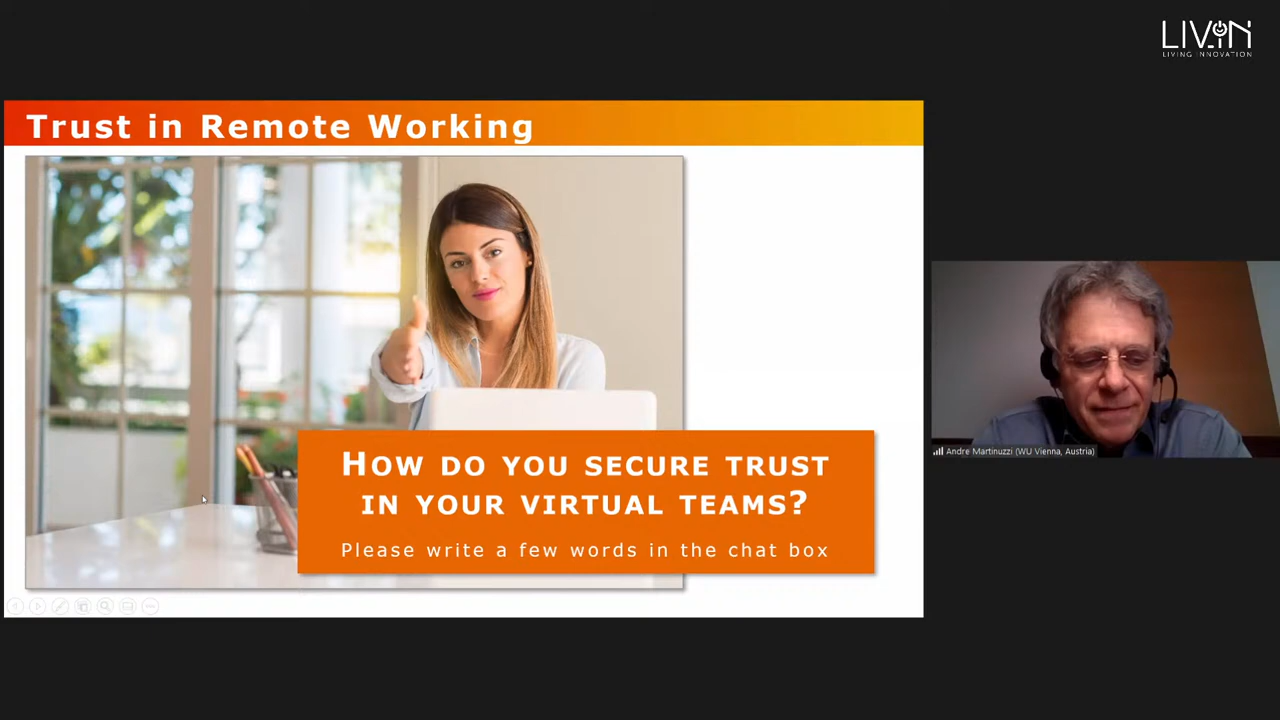 LIVIN
LIVING INNOVATION
Trust in Remote Working
HOW DO YOU SECURE TRUST
IN YOUR VIRTUAL TEAMS?
Please write a few words in the chat box
Andre Martinuzzi (WU Vienna, Austria)